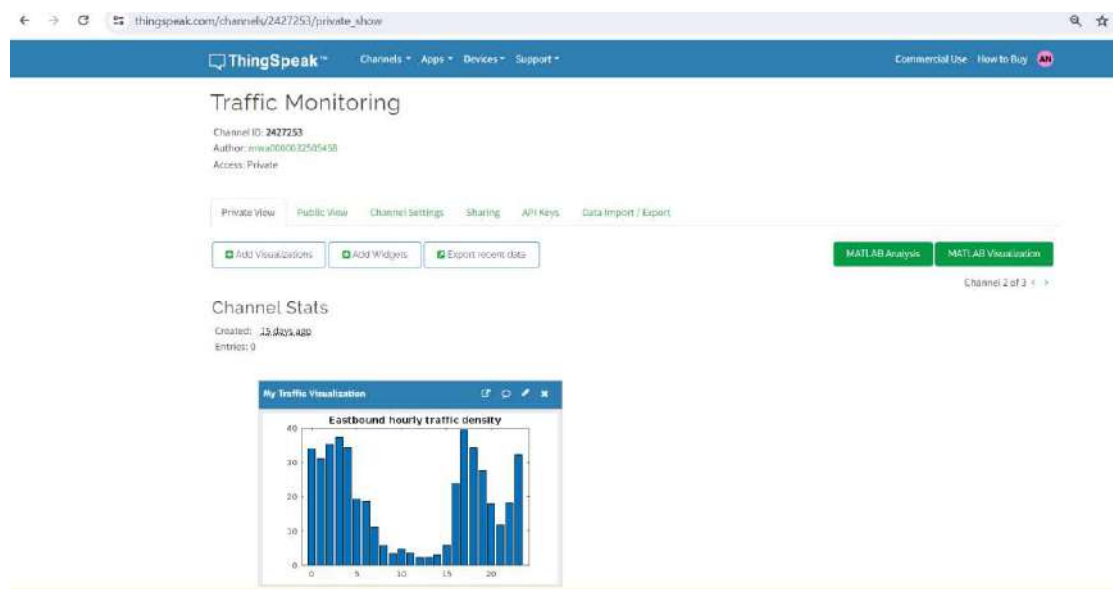 thingspeak.com/channels/2427253/private_show
ThingSpeak™ Channels Apps Devices Support Commercial Use How to Buy AN
Traffic Monitoring
Channel ID: 2427253
Author:
Access: Private
Private View Public View Channel Settings Sharing API Keys Data Import / Export
Add Visualizations Add Widgets Export recent data MATLAB Analysis MATLAB Visualization
Channel 2 of 3 < >
Channel Stats
Created: 15 days ago
Entries: 0
My Traffic Visualization
Eastbound hourly traffic density
40
30
20
10
0
0 5 10 15 20